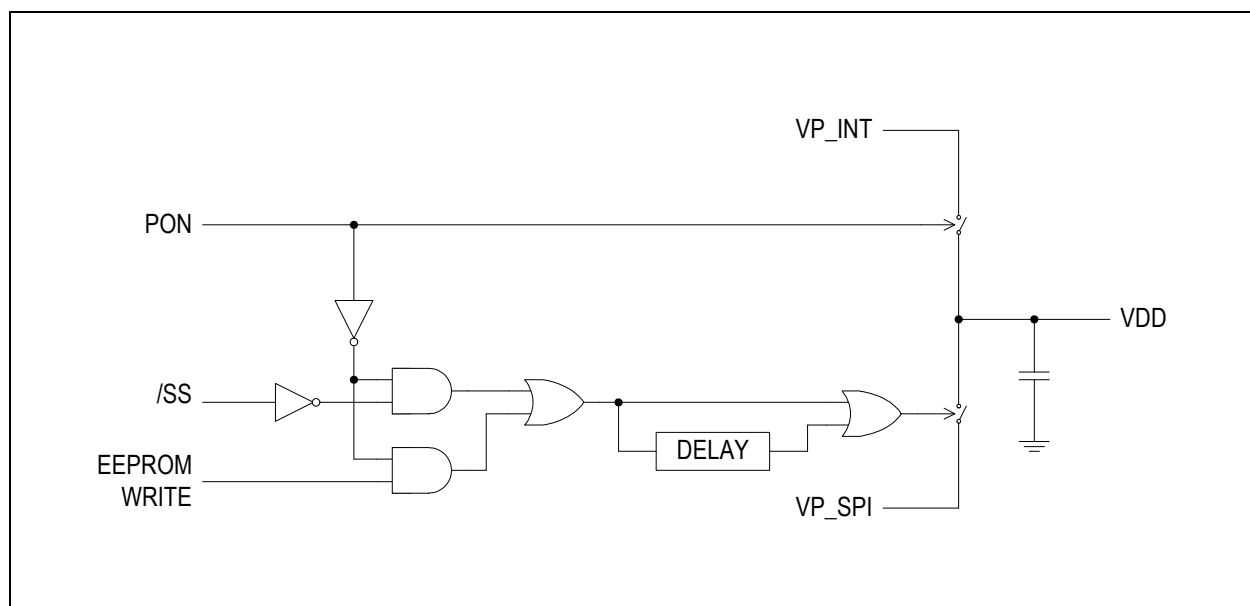 VP_INT
PON
VDD
/SS
EEPROM
WRITE
DELAY
VP_SPI